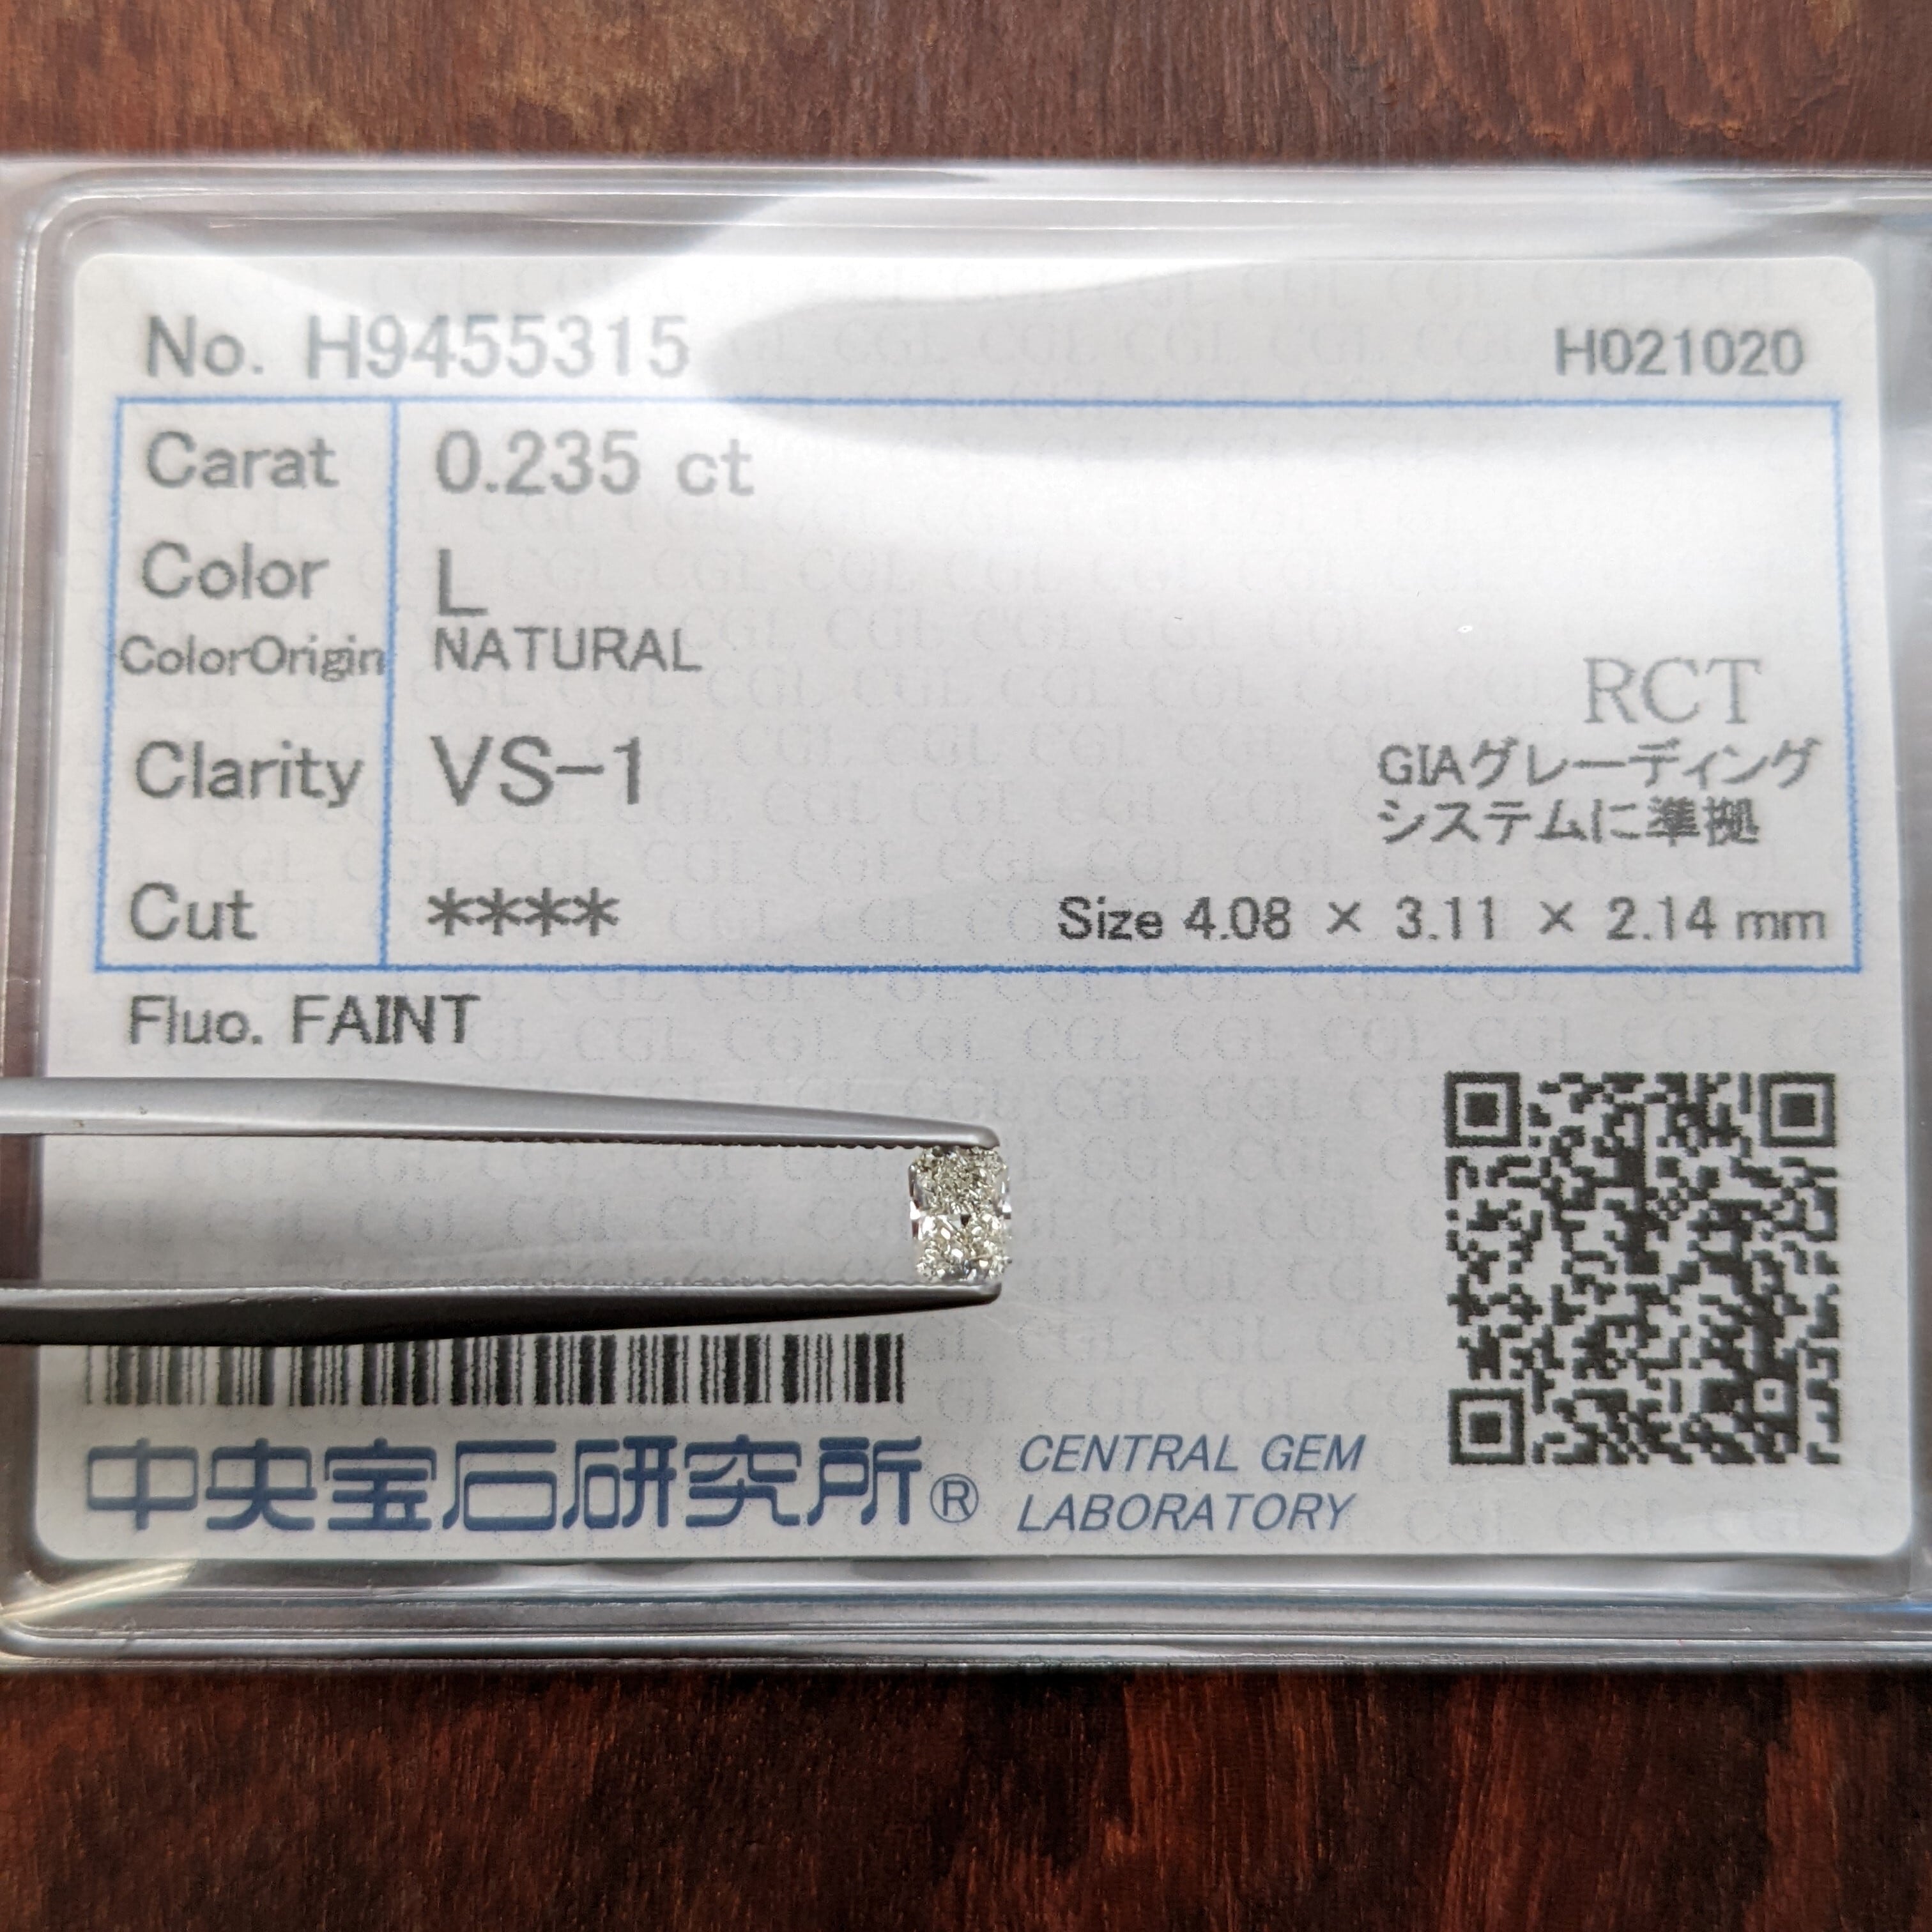 No. H9455315 H021020
Carat 0.235 ct
Color L
ColorOrigin NATURAL
RCT
Clarity VS-1
GIAグレーディング
システムに準拠
Cut **** Size 4.08 × 3.11 × 2.14 mm
Fluo. FAINT
中央宝石研究所® CENTRAL GEM
LABORATORY